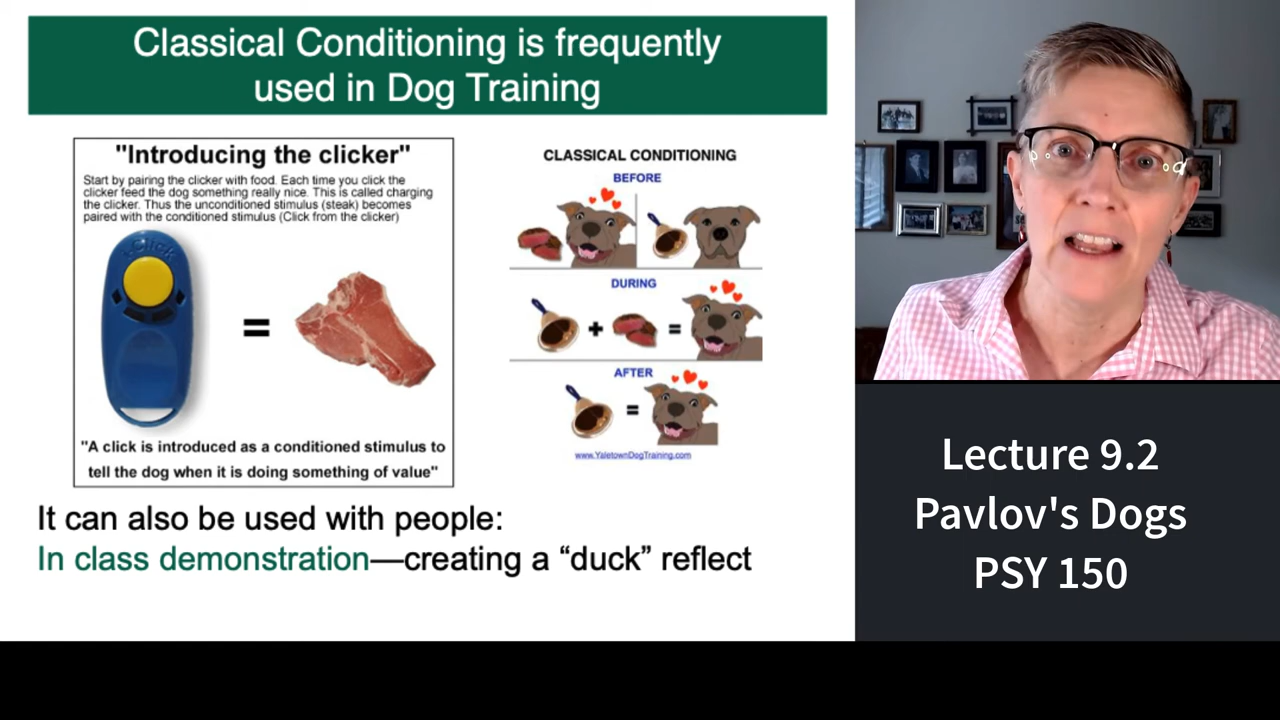 Classical Conditioning is frequently
used in Dog Training
"Introducing the clicker"
Start by pairing the clicker with food. Each time you click the
clicker feed the dog something really nice. This is called charging
the clicker. Thus the unconditioned stimulus (steak) becomes
paired with the conditioned stimulus (Click from the clicker)
=
"A click is introduced as a conditioned stimulus to
tell the dog when it is doing something of value"
CLASSICAL CONDITIONING
BEFORE
DURING
+ =
AFTER
=
www.YaletownDogTraining.com
It can also be used with people:
In class demonstration—creating a “duck” reflect
Lecture 9.2
Pavlov's Dogs
PSY 150